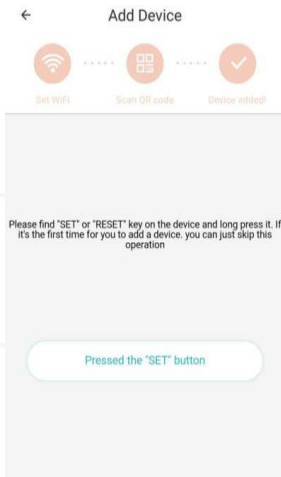 Add Device
Set WiFi Scan QR code Device added!
Please find "SET" or "RESET" key on the device and long press it. If
it's the first time for you to add a device. you can just skip this
operation
Pressed the "SET" button